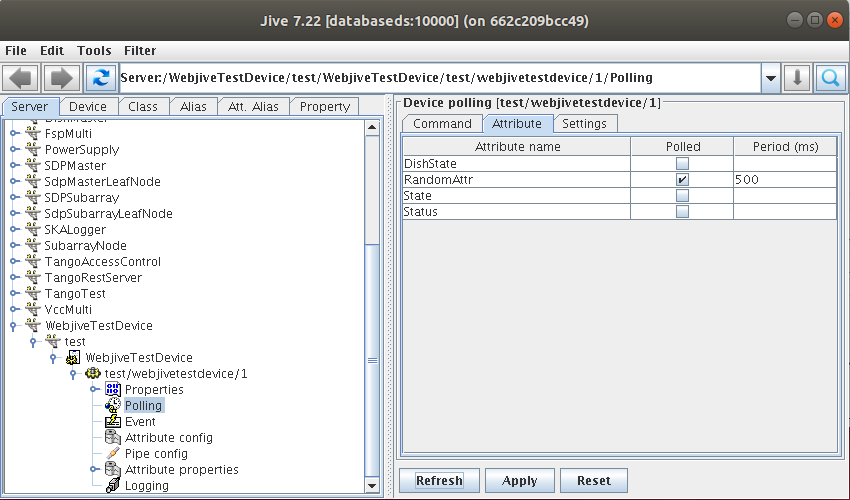 Jive 7.22 [databaseds:10000] (on 662c209bcc49)
File Edit Tools Filter
Server:/WebjiveTestDevice/test/WebjiveTestDevice/test/webjivetestdevice/1/Polling
Server Device Class Alias Att. Alias Property
DishMaster
FspMulti
PowerSupply
SDPMaster
SdpMasterLeafNode
SDPSubarray
SdpSubarrayLeafNode
SKALogger
SubarrayNode
TangoAccessControl
TangoRestServer
TangoTest
VccMulti
WebjiveTestDevice
test
WebjiveTestDevice
test/webjivetestdevice/1
Properties
Polling
Event
Attribute config
Pipe config
Attribute properties
Logging
Device polling [test/webjivetestdevice/1]
Command Attribute Settings
Attribute name Polled Period (ms)
DishState
RandomAttr 500
State
Status
Refresh Apply Reset